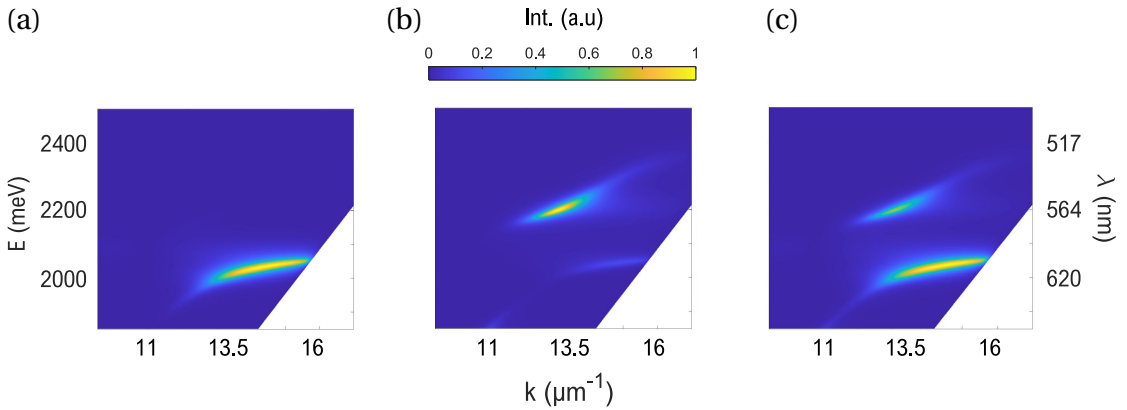 (a)
(b)
Int. (a.u)
(c)
0 0.2 0.4 0.6 0.8 1
E (meV)
2400
2200
2000
517
564
620
λ (nm)
11 13.5 16
11 13.5 16
11 13.5 16
k (µm⁻¹)